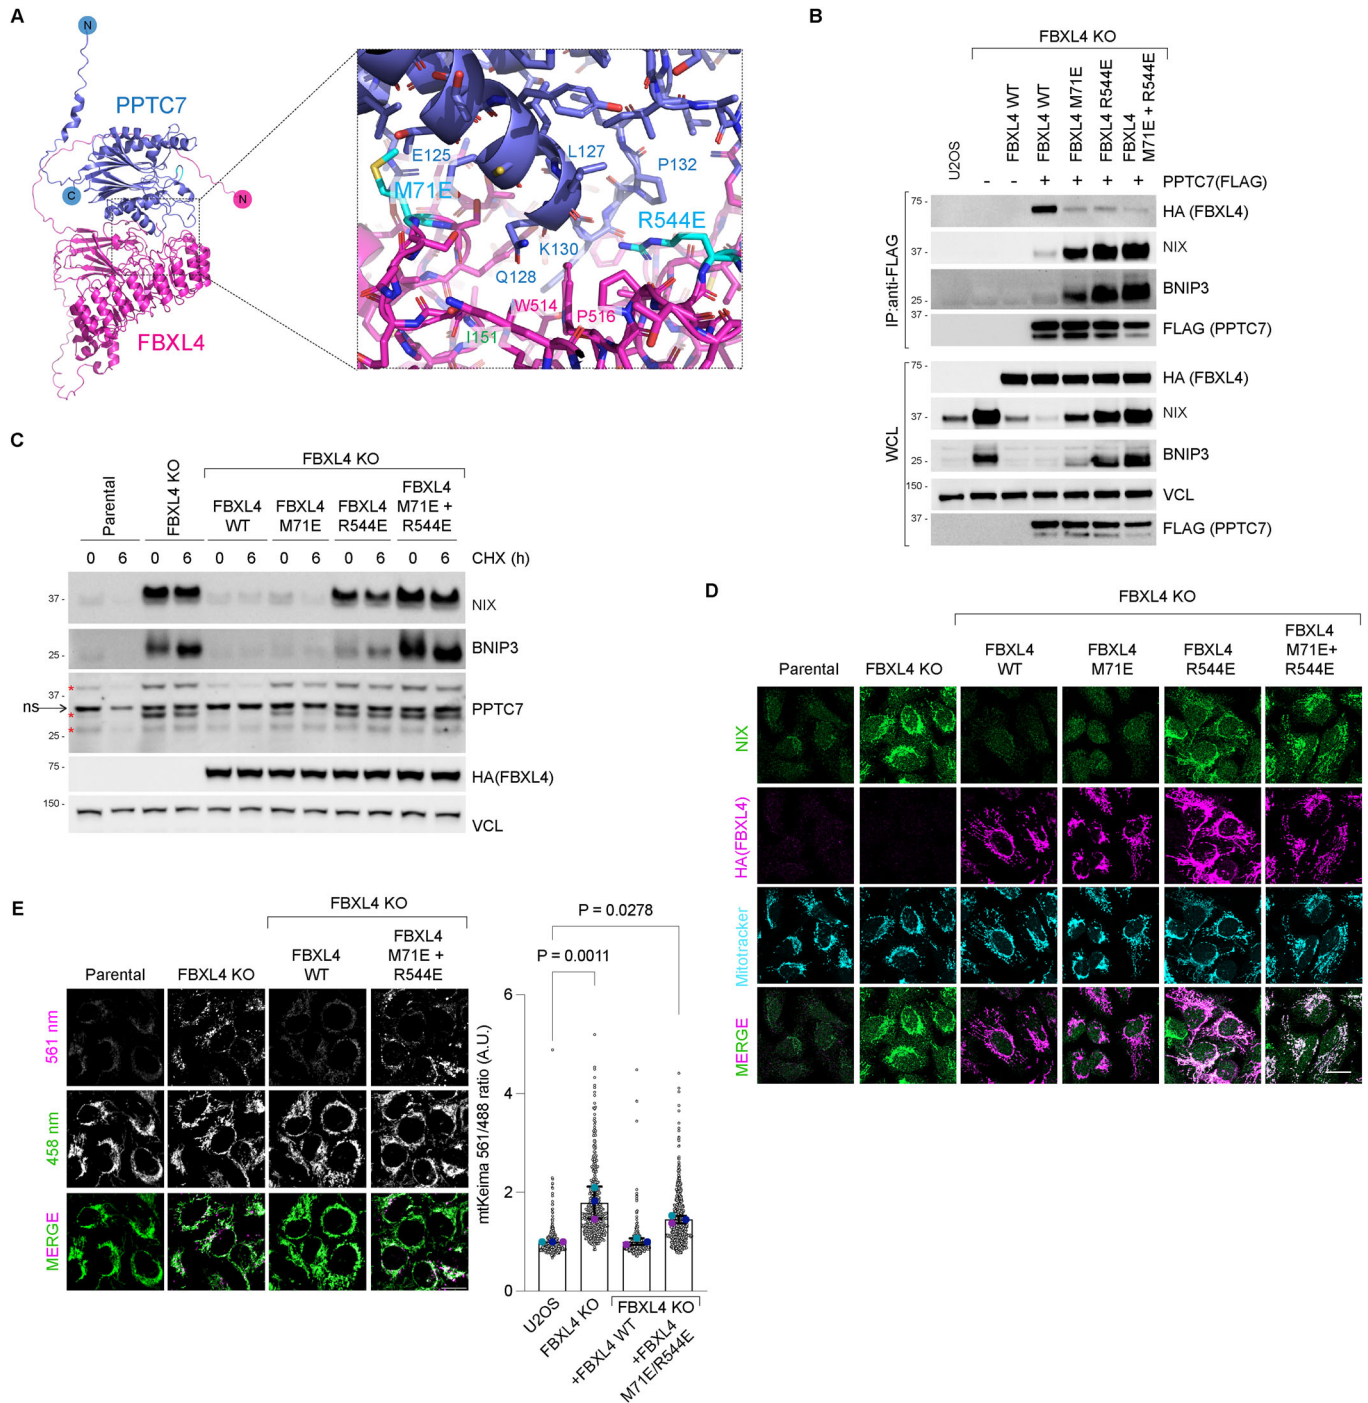 A
N
PPTC7
C
N
FBXL4
E125
L127
P132
M71E
R544E
K130
Q128
W514
P516
I151
B
FBXL4 KO
U2OS
FBXL4 WT
FBXL4 WT
FBXL4 M71E
FBXL4 R544E
FBXL4
M71E + R544E
- - + + + + PPTC7(FLAG)
IP:anti-FLAG
75 - HA (FBXL4)
37 - NIX
25 - BNIP3
37 - FLAG (PPTC7)
WCL
75 - HA (FBXL4)
37 - NIX
25 - BNIP3
150 - VCL
37 - FLAG (PPTC7)
C
FBXL4 KO
Parental
FBXL4 KO
FBXL4
WT
FBXL4
M71E
FBXL4
R544E
FBXL4
M71E +
R544E
0 6 0 6 0 6 0 6 0 6 0 6 CHX (h)
37 - NIX
25 - BNIP3
*
37 -
ns PPTC7
*
*
25 -
75 - HA(FBXL4)
150 - VCL
D
FBXL4 KO
Parental
FBXL4 KO
FBXL4
WT
FBXL4
M71E
FBXL4
R544E
FBXL4
M71E+
R544E
NIX
HA(FBXL4)
Mitotracker
MERGE
E
FBXL4 KO
Parental
FBXL4 KO
FBXL4
WT
FBXL4
M71E +
R544E
561 nm
458 nm
MERGE
P = 0.0278
P = 0.0011
mtKeima 561/488 ratio (A.U.)
6
4
2
0
U2OS
FBXL4 KO
FBXL4 KO
+FBXL4 WT
+FBXL4
M71E/R544E